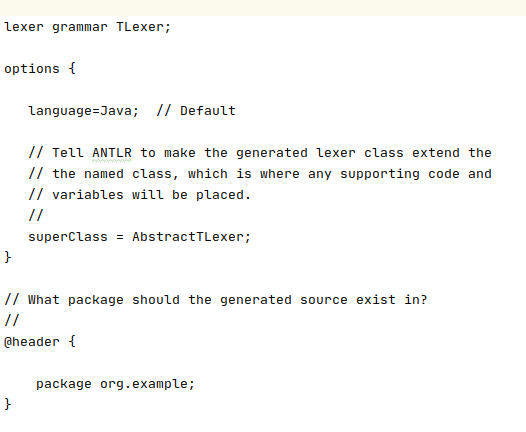 lexer grammar TLexer;
options {
language=Java;  // Default
// Tell ANTLR to make the generated lexer class extend the
// the named class, which is where any supporting code and
// variables will be placed.
//
superClass = AbstractTLexer;
}
// What package should the generated source exist in?
//
@header {
package org.example;
}